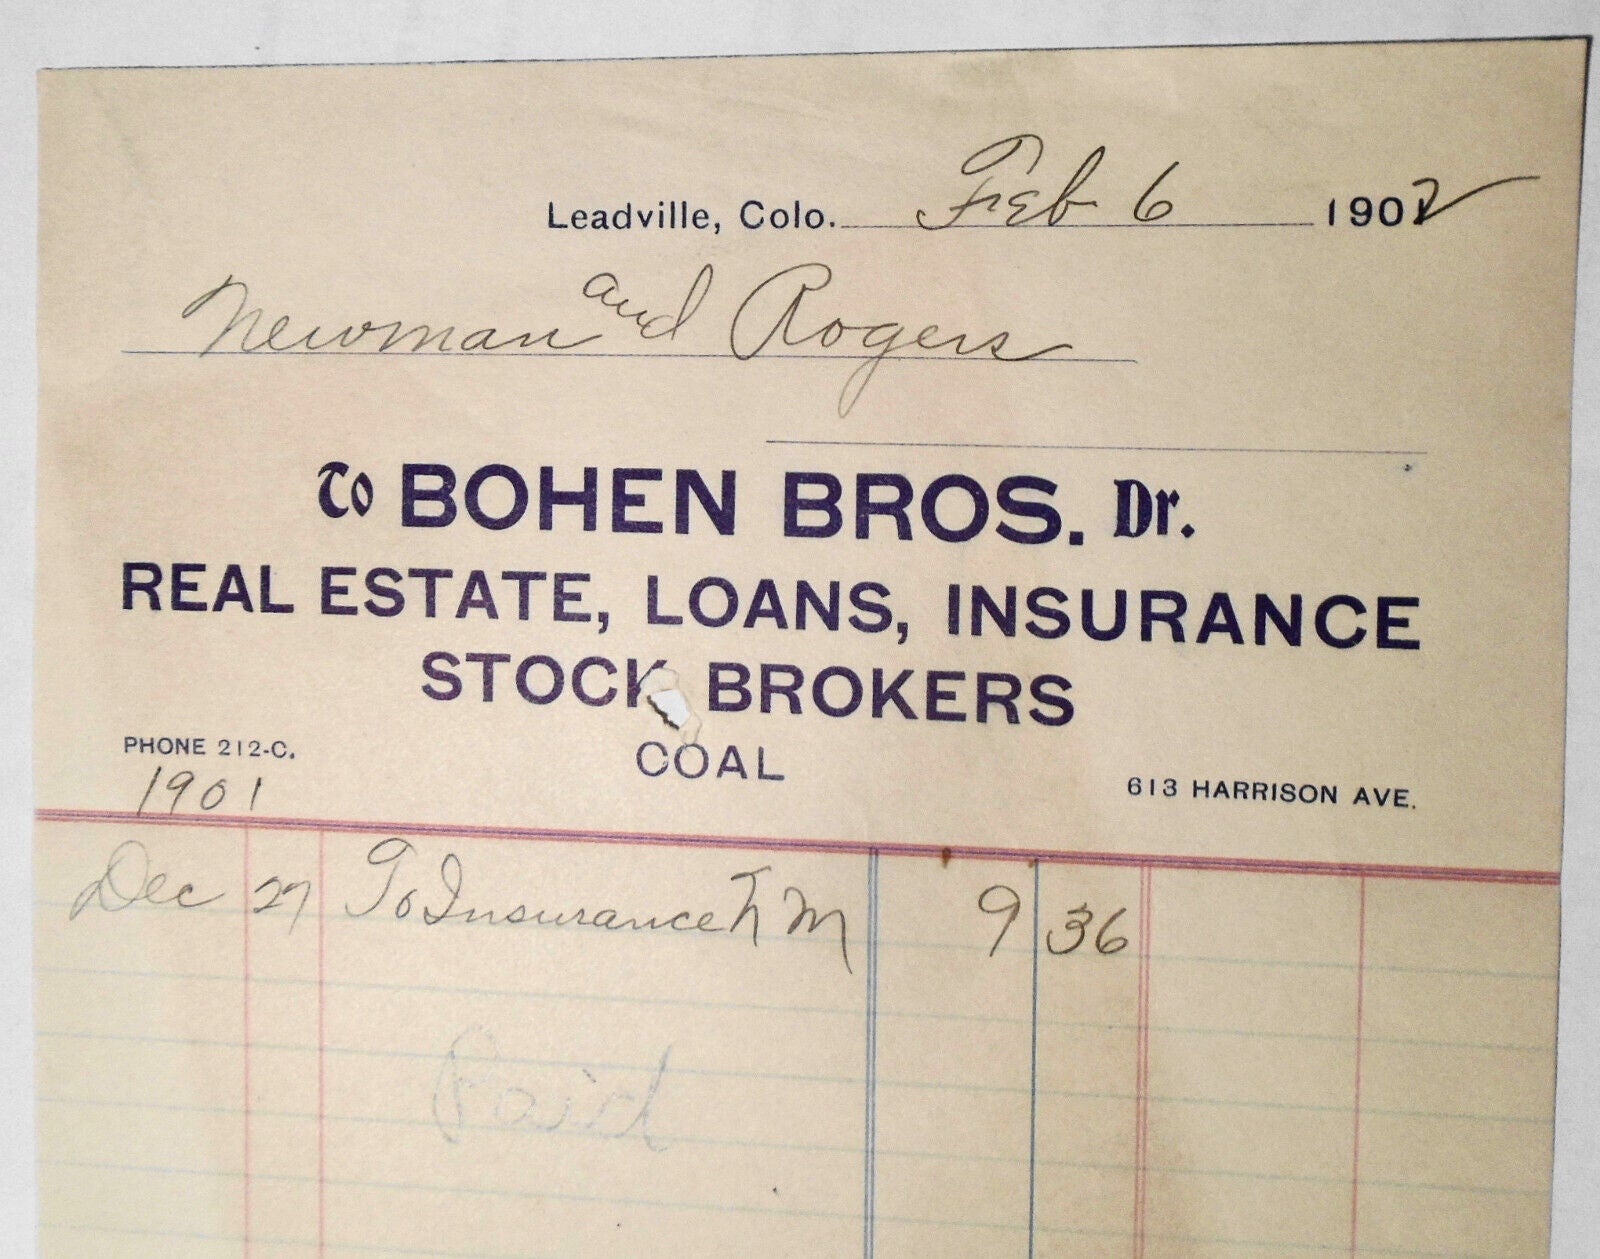 Leadville, Colo. Feb 6 1902
Newman and Rogers
To BOHEN BROS. Dr.
REAL ESTATE, LOANS, INSURANCE
STOCK BROKERS
COAL
PHONE 212-C.
613 HARRISON AVE.
1901
Dec 27 To Insurance 9 36
Paid